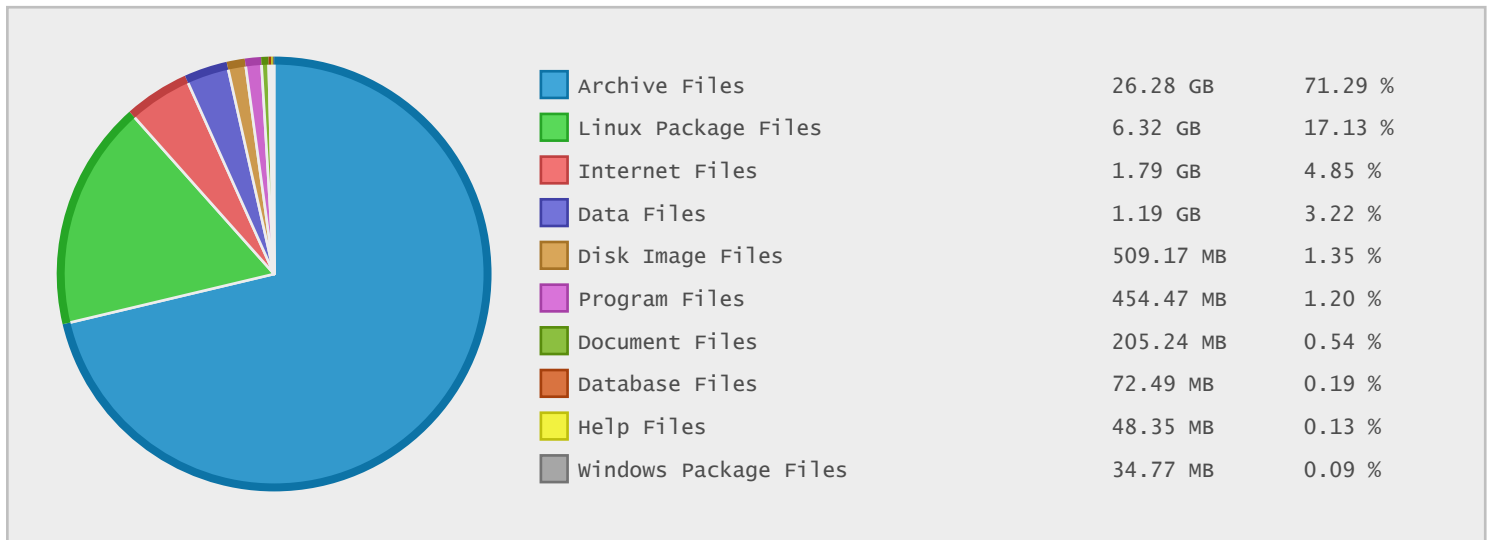 Archive Files 26.28 GB 71.29 %
Linux Package Files 6.32 GB 17.13 %
Internet Files 1.79 GB 4.85 %
Data Files 1.19 GB 3.22 %
Disk Image Files 509.17 MB 1.35 %
Program Files 454.47 MB 1.20 %
Document Files 205.24 MB 0.54 %
Database Files 72.49 MB 0.19 %
Help Files 48.35 MB 0.13 %
Windows Package Files 34.77 MB 0.09 %